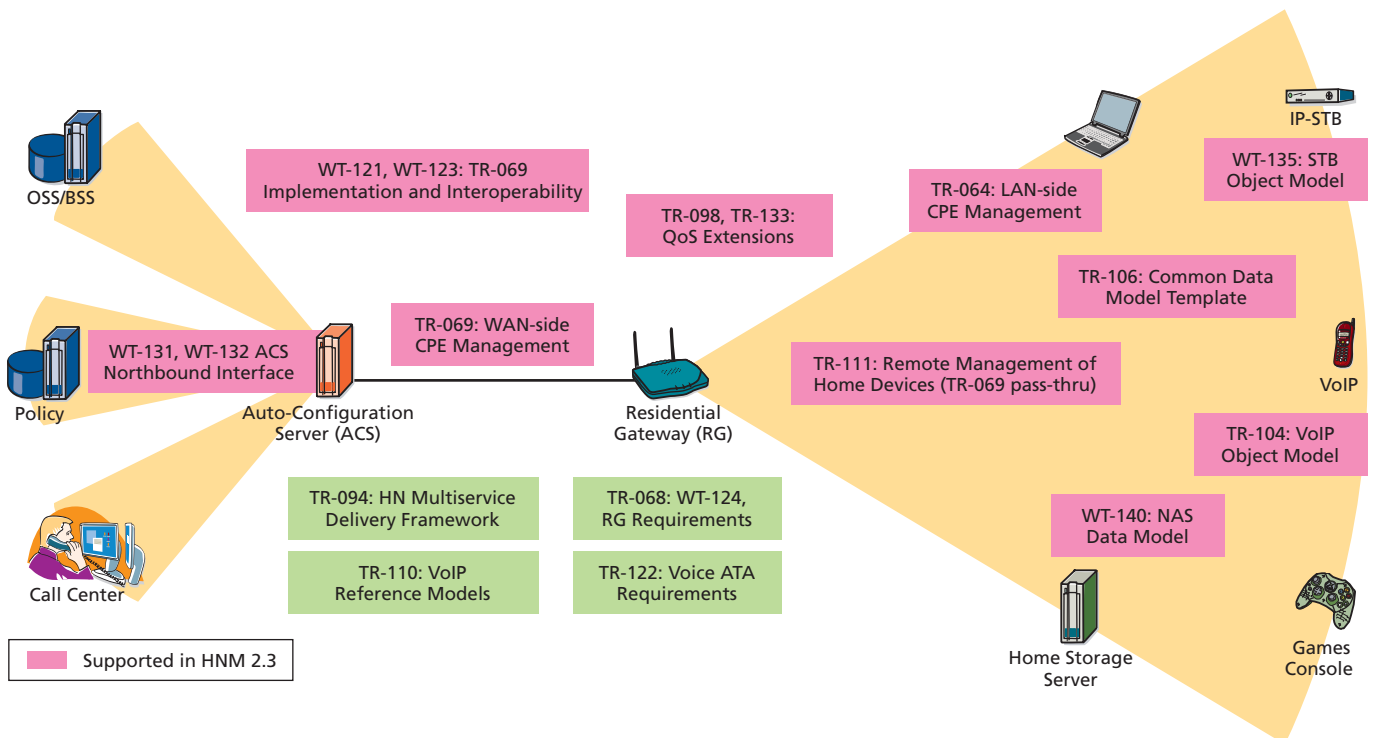 OSS/BSS
WT-121, WT-123: TR-069
Implementation and Interoperability
TR-098, TR-133:
QoS Extensions
TR-064: LAN-side
CPE Management
IP-STB
WT-135: STB
Object Model
TR-106: Common Data
Model Template
Policy
WT-131, WT-132 ACS
Northbound Interface
TR-069: WAN-side
CPE Management
Auto-Configuration
Server (ACS)
Residential
Gateway (RG)
TR-111: Remote Management of
Home Devices (TR-069 pass-thru)
VoIP
TR-104: VoIP
Object Model
TR-094: HN Multiservice
Delivery Framework
TR-068: WT-124,
RG Requirements
WT-140: NAS
Data Model
Call Center
TR-110: VoIP
Reference Models
TR-122: Voice ATA
Requirements
Home Storage
Server
Games
Console
Supported in HNM 2.3